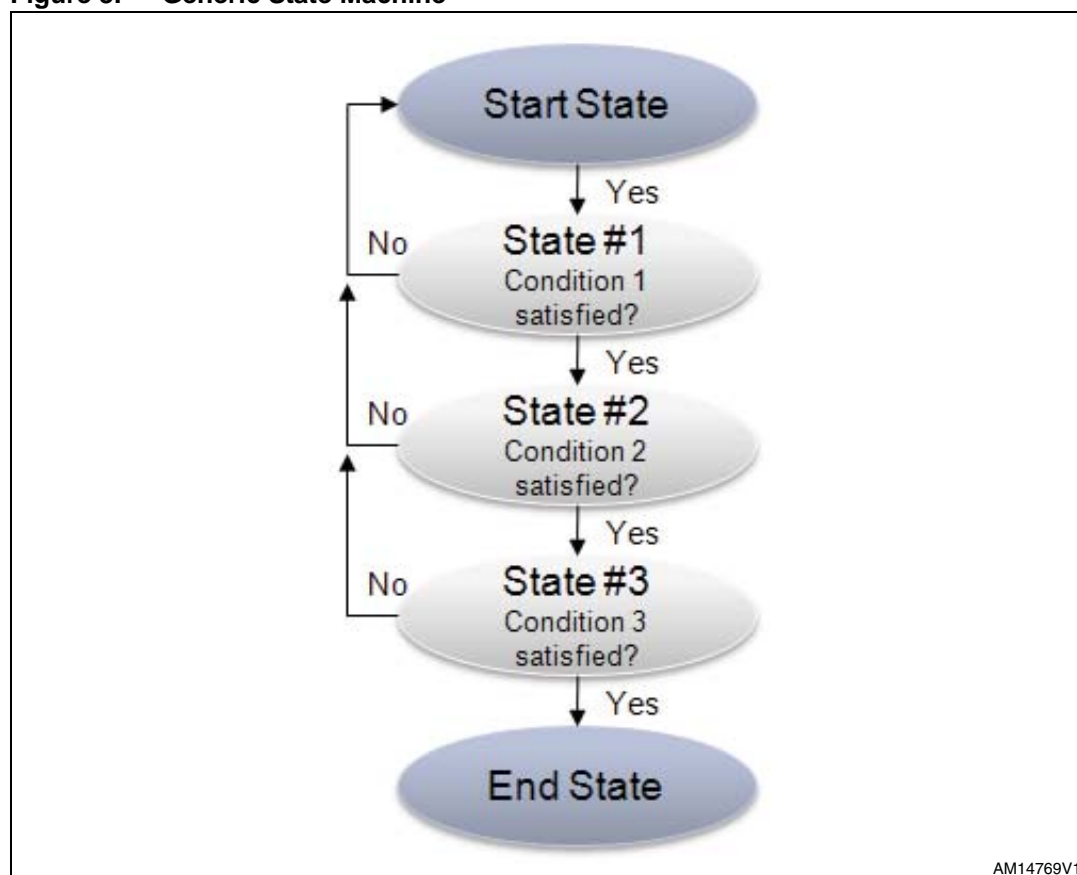 Figure Generic State Machine
Start State
Yes
No
State #1
Condition 1
satisfied?
Yes
No
State #2
Condition 2
satisfied?
Yes
No
State #3
Condition 3
satisfied?
Yes
End State
AM14769V1